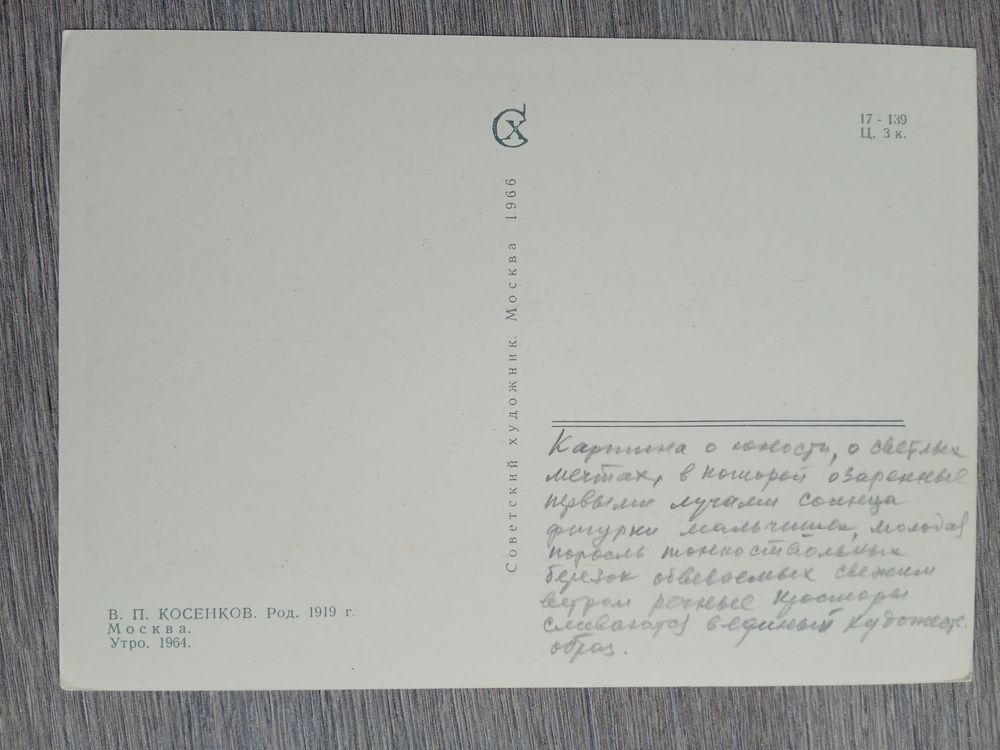 СХ
17 - 139
Ц. 3 к.
Советский художник. Москва 1966
Картина о юности, о светлых
мечтах, в которой озаренные
первыми лучами солнца
фигурки мальчишек, молодая
поросль тонкоствольных
березок обвеваемых свежим
ветром речные просторы
сливаются в единый художеств.
образ.
В. П. КОСЕНКОВ. Род. 1919 г.
Москва.
Утро. 1964.